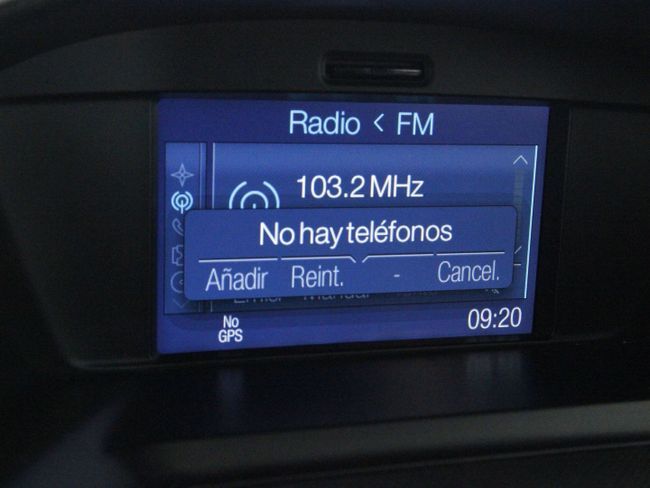 Radio < FM
103.2 MHz
No hay teléfonos
Añadir Reint. - Cancel.
No
GPS
09:20